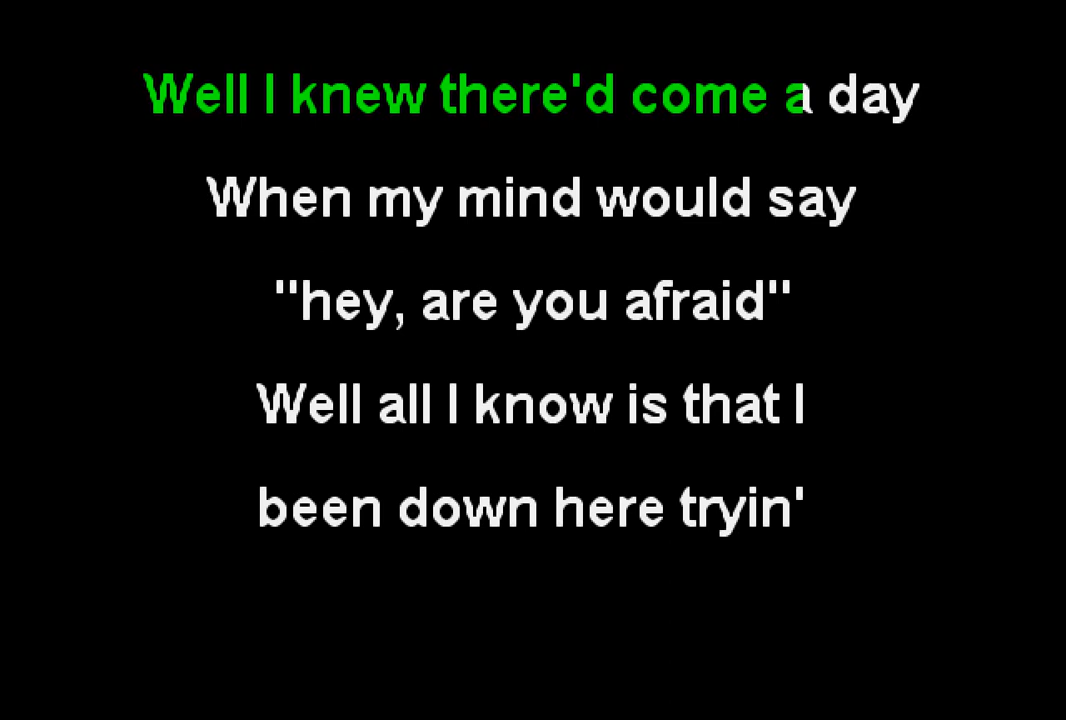 Well I knew there'd come a day
When my mind would say
"hey, are you afraid"
Well all I know is that I
been down here tryin'